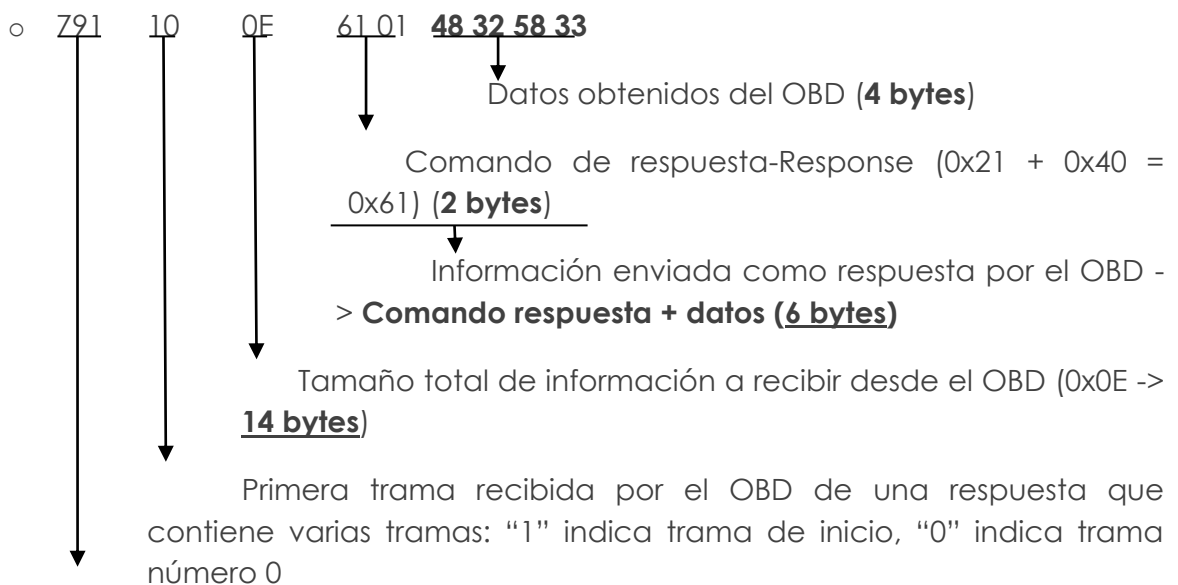 o 791 10 0E 61 01 48 32 58 33
Datos obtenidos del OBD (4 bytes)
Comando de respuesta-Response (0x21 + 0x40 =
0x61) (2 bytes)
Información enviada como respuesta por el OBD -
> Comando respuesta + datos (6 bytes)
Tamaño total de información a recibir desde el OBD (0x0E ->
14 bytes)
Primera trama recibida por el OBD de una respuesta que
contiene varias tramas: “1” indica trama de inicio, “0” indica trama
número 0